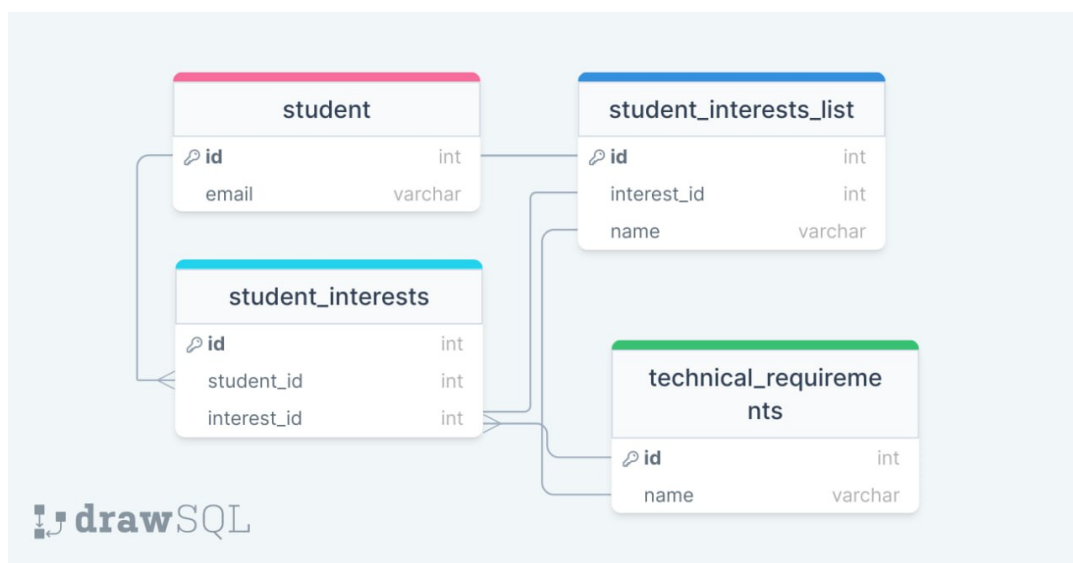 student
id int
email varchar
student_interests_list
id int
interest_id int
name varchar
student_interests
id int
student_id int
interest_id int
technical_requireme
nts
id int
name varchar
drawSQL